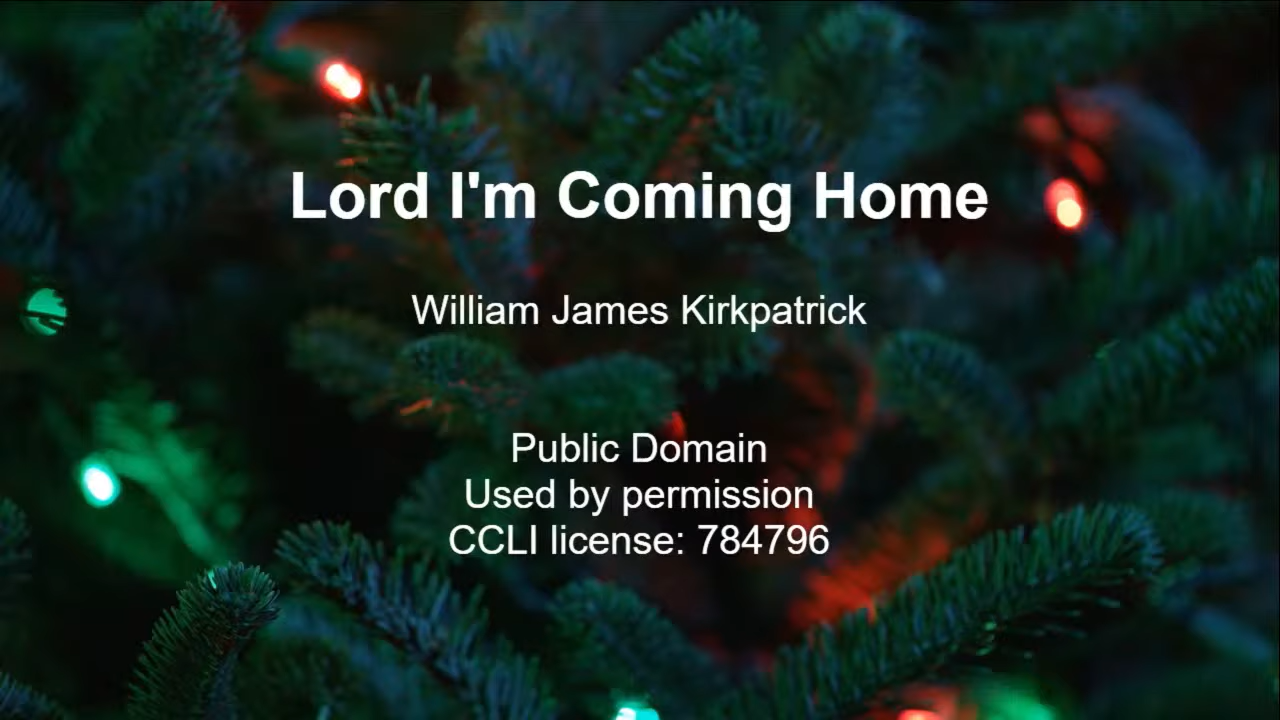 Lord I'm Coming Home
William James Kirkpatrick
Public Domain
Used by permission
CCLI license: 784796